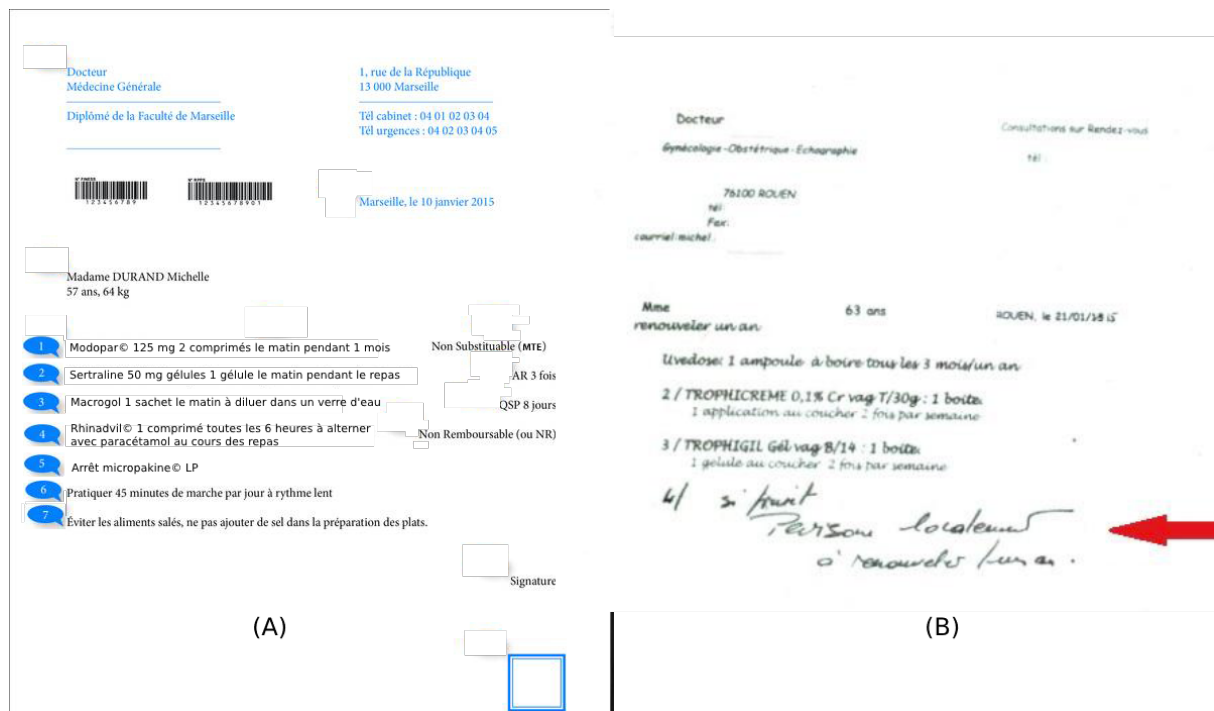 Docteur
Médecine Générale
Diplômé de la Faculté de Marseille
1, rue de la République
13 000 Marseille
Tél cabinet : 04 01 02 03 04
Tél urgences : 04 02 03 04 05
123456789
12345678901
Marseille, le 10 janvier 2015
Madame DURAND Michelle
57 ans, 64 kg
1 Modopar© 125 mg 2 comprimés le matin pendant 1 mois Non Substituable (MTE)
2 Sertraline 50 mg gélules 1 gélule le matin pendant le repas AR 3 fois
3 Macrogol 1 sachet le matin à diluer dans un verre d'eau QSP 8 jours
4 Rhinadvil© 1 comprimé toutes les 6 heures à alterner
avec paracétamol au cours des repas Non Remboursable (ou NR)
5 Arrêt micropakine© LP
6 Pratiquer 45 minutes de marche par jour à rythme lent
7 Éviter les aliments salés, ne pas ajouter de sel dans la préparation des plats.
Signature
(A)
Docteur
Gynécologie-Obstétrique-Echographie
Consultations sur Rendez-vous
tél :
76100 ROUEN
tél:
Fax:
courriel:michel.
Mme 63 ans ROUEN, le 21/01/
renouveler un an
Uvedose: 1 ampoule à boire tous les 3 mois/un an
2 / TROPHICREME 0,1% Cr vag T/30g : 1 boite.
1 application au coucher 2 fois par semaine
3 / TROPHIGIL Gél vag B/14 : 1 boite.
1 gélule au coucher 2 fois par semaine
4/ si
localement
à renouveler 1 un an.
(B)